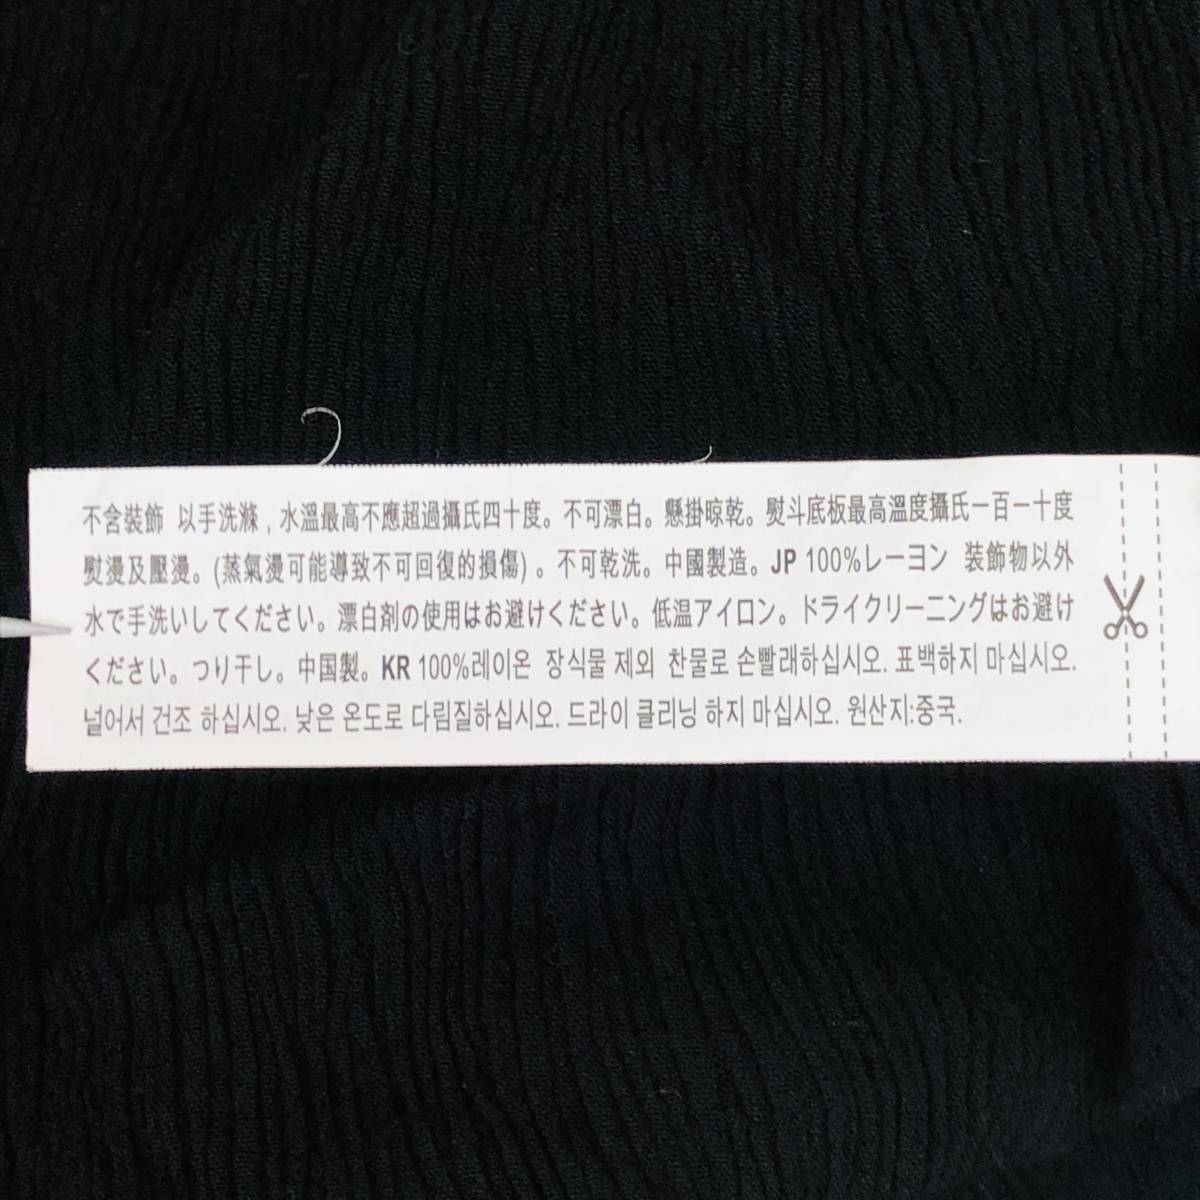 不含裝飾 以手洗滌，水溫最高不應超過攝氏四十度。不可漂白。懸掛晾乾。熨斗底板最高溫度攝氏一百一十度
熨燙及壓燙。(蒸氣燙可能導致不可回復的損傷) 。不可乾洗。中國製造。JP 100%レーヨン 装飾物以外
水で手洗いしてください。漂白剤の使用はお避けください。低温アイロン。ドライクリーニングはお避け
ください。つり干し。中国製。KR 100%레이온 장식물 제외 찬물로 손빨래하십시오. 표백하지 마십시오.
널어서 건조 하십시오. 낮은 온도로 다림질하십시오. 드라이 클리닝 하지 마십시오. 원산지:중국.